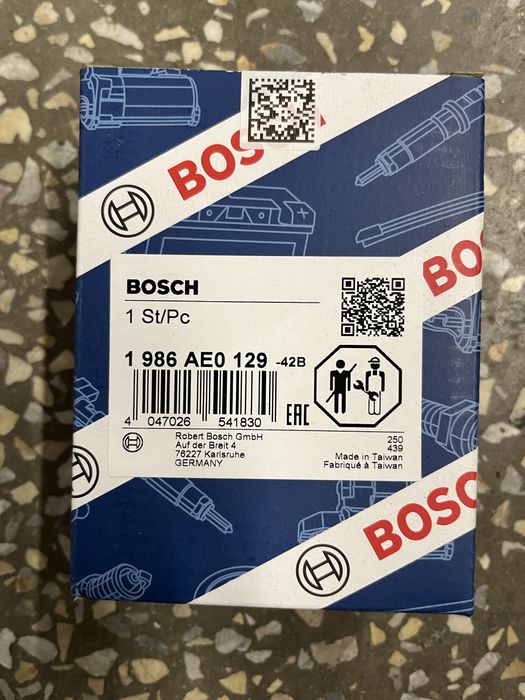 BOSCH
BOSCH
BOSCH
1 St/Pc
1 986 AE0 129 -42B
4 047026 541830
EAC
Robert Bosch GmbH
Auf der Breit 4
76227 Karlsruhe
GERMANY
250
439
Made in Taiwan
Fabriqué à Taiwan
BOSC